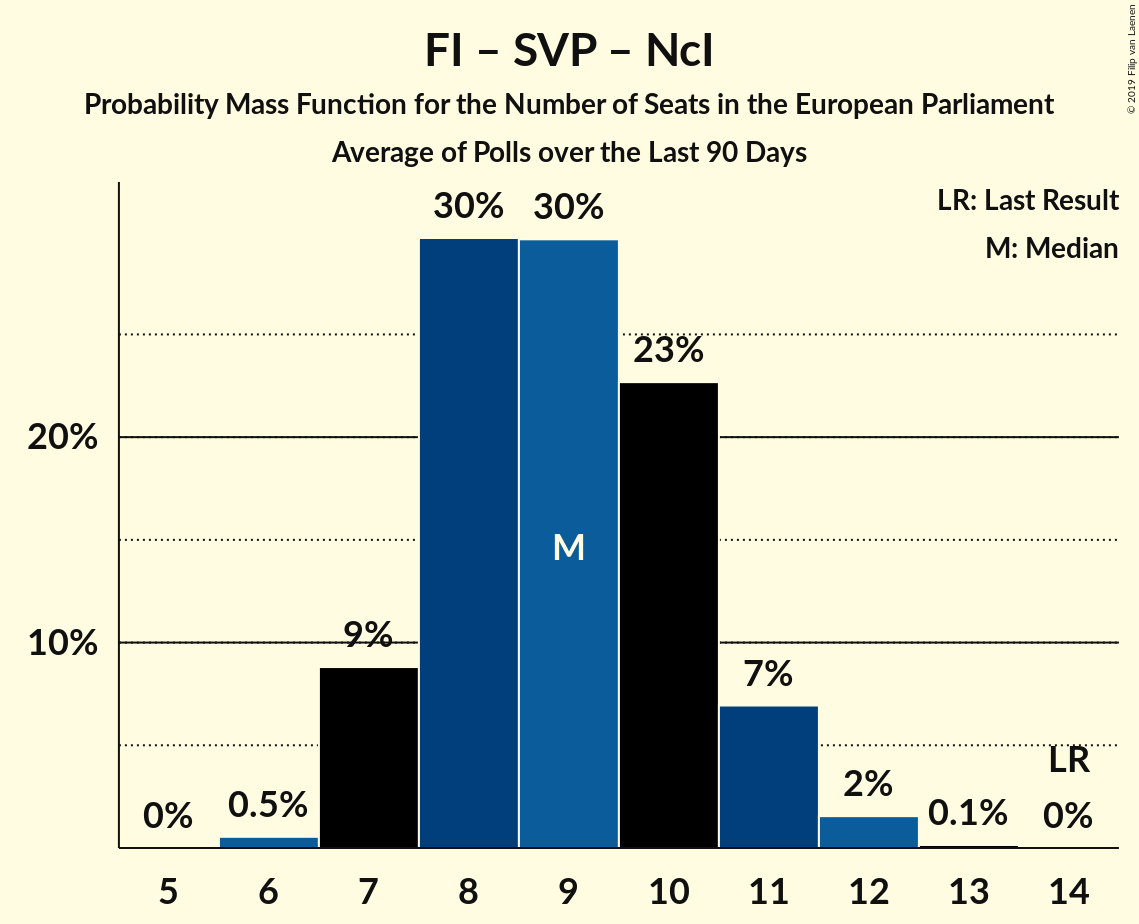 FI – SVP – NcI
Probability Mass Function for the Number of Seats in the European Parliament
Average of Polls over the Last 90 Days
© 2019 Filip van Laenen
LR: Last Result
M: Median
30%
30%
23%
20%
M
10%
9%
7%
LR
2%
0%
0.5%
0.1%
0%
5
6
7
8
9
10
11
12
13
14